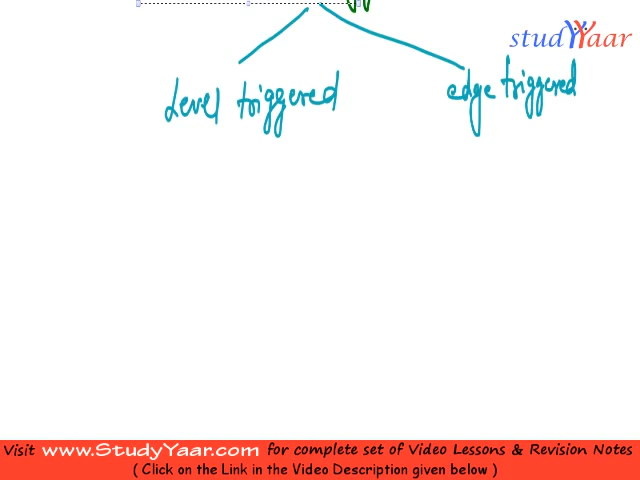 studYYaar
Level triggered
edge triggered
Visit www.StudyYaar.com for complete set of Video Lessons & Revision Notes
( Click on the Link in the Video Description given below )